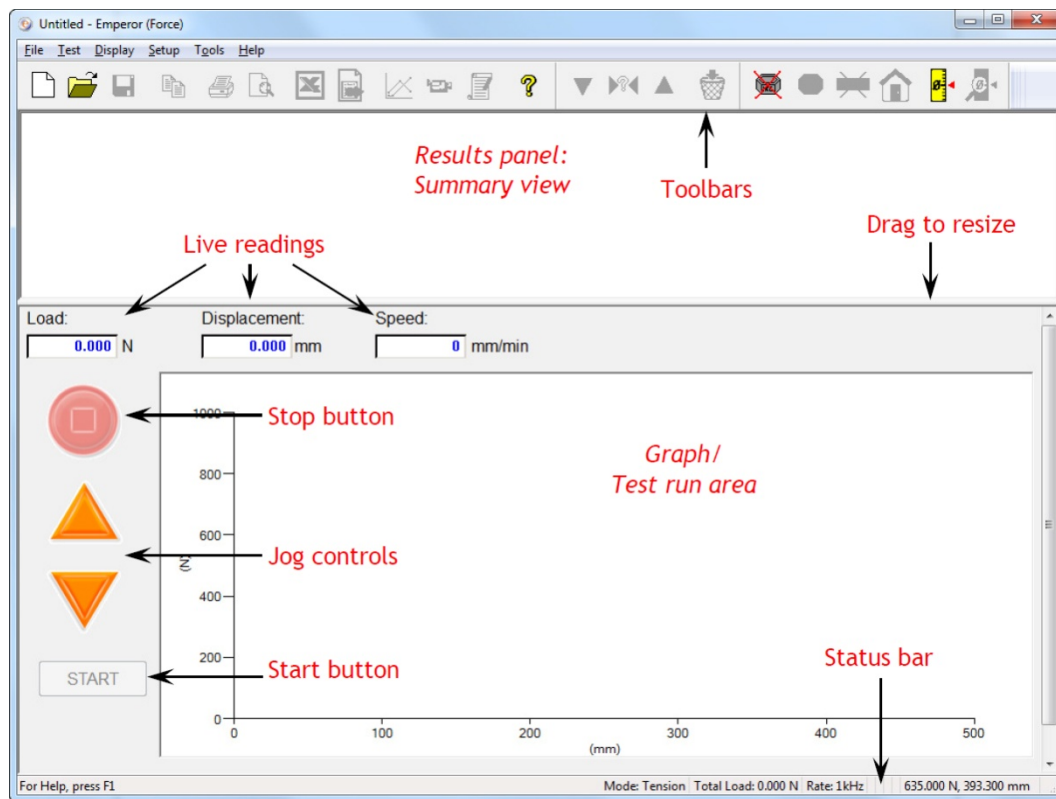 Untitled - Emperor (Force)
File Test Display Setup Tools Help
Results panel:
Summary view
Toolbars
Drag to resize
Live readings
Load: Displacement: Speed:
0.000 N 0.000 mm 0 mm/min
Stop button
Graph/
Test run area
Jog controls
START
Start button
Status bar
1000
800
600
(N)
400
200
0
0 100 200 300 400 500
(mm)
For Help, press F1 Mode: Tension Total Load: 0.000 N Rate: 1kHz 635.000 N, 393.300 mm